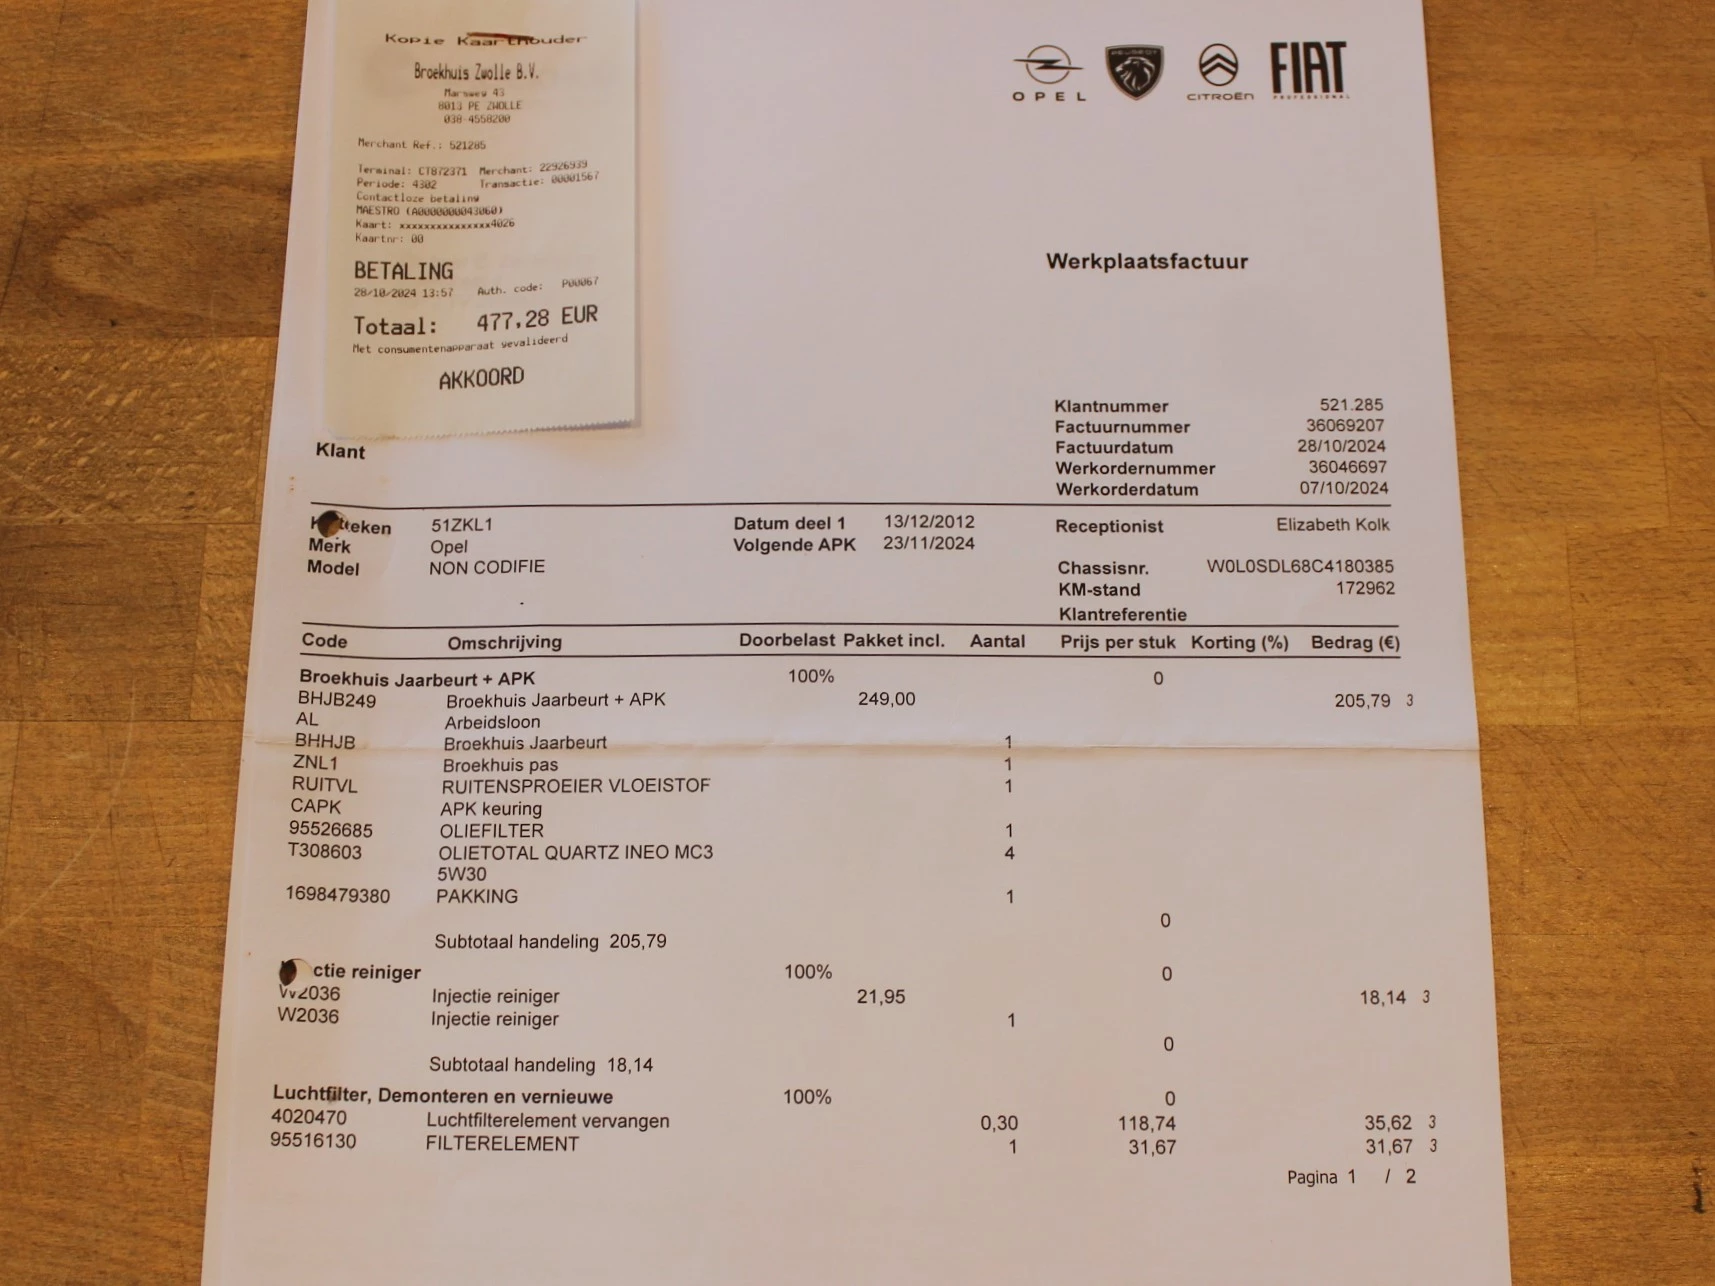 Kopie Kaarthouder
Broekhuis Zwolle B.V.
Marsweg 43
8013 PE ZWOLLE
038-4558200
Merchant Ref.: 521285
Terminal: CT872371 Merchant: 22926939
Periode: 4302 Transactie: 00001567
Contactloze betaling
MAESTRO (A0000000043060)
Kaart: xxxxxxxxxxxxxxx4026
Kaartnr: 00
BETALING
28/10/2024 13:57 Auth. code: P00067
Totaal: 477,28 EUR
Met consumentenapparaat gevalideerd
AKKOORD
OPEL PEUGEOT CITROËN FIAT
PROFESSIONAL
Werkplaatsfactuur
Klantnummer 521.285
Factuurnummer 36069207
Factuurdatum 28/10/2024
Werkordernummer 36046697
Werkorderdatum 07/10/2024
Klant
teken 51ZKL1 Datum deel 1 13/12/2012 Receptionist Elizabeth Kolk
Merk Opel Volgende APK 23/11/2024
Model NON CODIFIE Chassisnr. W0L0SDL68C4180385
KM-stand 172962
Klantreferentie
Code Omschrijving Doorbelast Pakket incl. Aantal Prijs per stuk Korting (%) Bedrag (€)
Broekhuis Jaarbeurt + APK 100% 0
BHJB249 Broekhuis Jaarbeurt + APK 249,00 205,79 3
AL Arbeidsloon
BHHJB Broekhuis Jaarbeurt 1
ZNL1 Broekhuis pas 1
RUITVL RUITENSPROEIER VLOEISTOF 1
CAPK APK keuring
95526685 OLIEFILTER 1
T308603 OLIETOTAL QUARTZ INEO MC3 4
5W30
1698479380 PAKKING 1
0
Subtotaal handeling 205,79
ctie reiniger 100% 0
W2036 Injectie reiniger 21,95 18,14 3
W2036 Injectie reiniger 1
0
Subtotaal handeling 18,14
Luchtfilter, Demonteren en vernieuwe 100% 0
4020470 Luchtfilterelement vervangen 0,30 118,74 35,62 3
95516130 FILTERELEMENT 1 31,67 31,67 3
Pagina 1 / 2